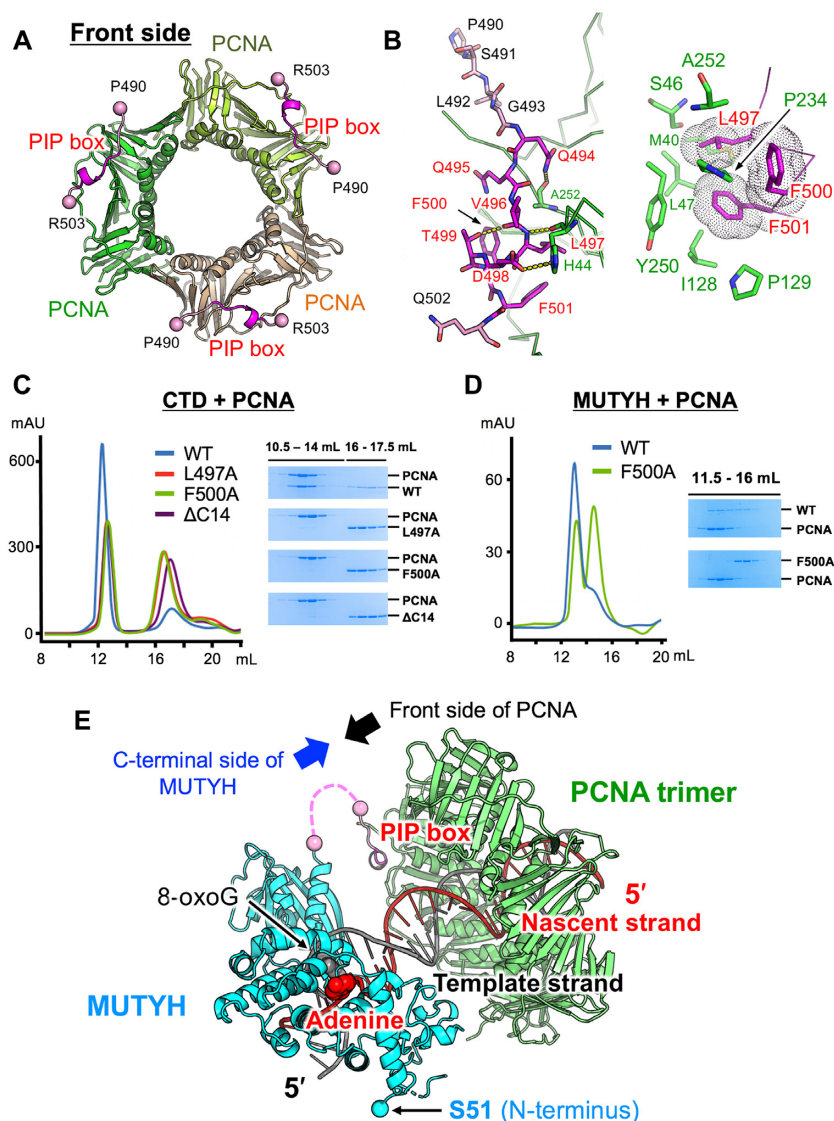 A
Front side
PCNA
P490
R503
PIP box
PIP box
R503
P490
PCNA
PCNA
P490
R503
PIP box
B
P490
S491
L492
G493
Q494
Q495
A252
V496
F500
T499
L497
D498
H44
Q502
F501
A252
S46
P234
L497
M40
F500
L47
F501
Y250
I128
P129
C
CTD + PCNA
mAU
WT
L497A
F500A
ΔC14
600
300
0
8
12
16
20
mL
10.5 – 14 mL
16 - 17.5 mL
PCNA
WT
PCNA
L497A
PCNA
F500A
PCNA
ΔC14
D
MUTYH + PCNA
mAU
WT
F500A
60
30
0
8
12
16
20
mL
11.5 - 16 mL
WT
PCNA
F500A
PCNA
E
Front side of PCNA
C-terminal side of
MUTYH
PCNA trimer
PIP box
8-oxoG
5′
Nascent strand
Template strand
MUTYH
Adenine
5′
S51 (N-terminus)